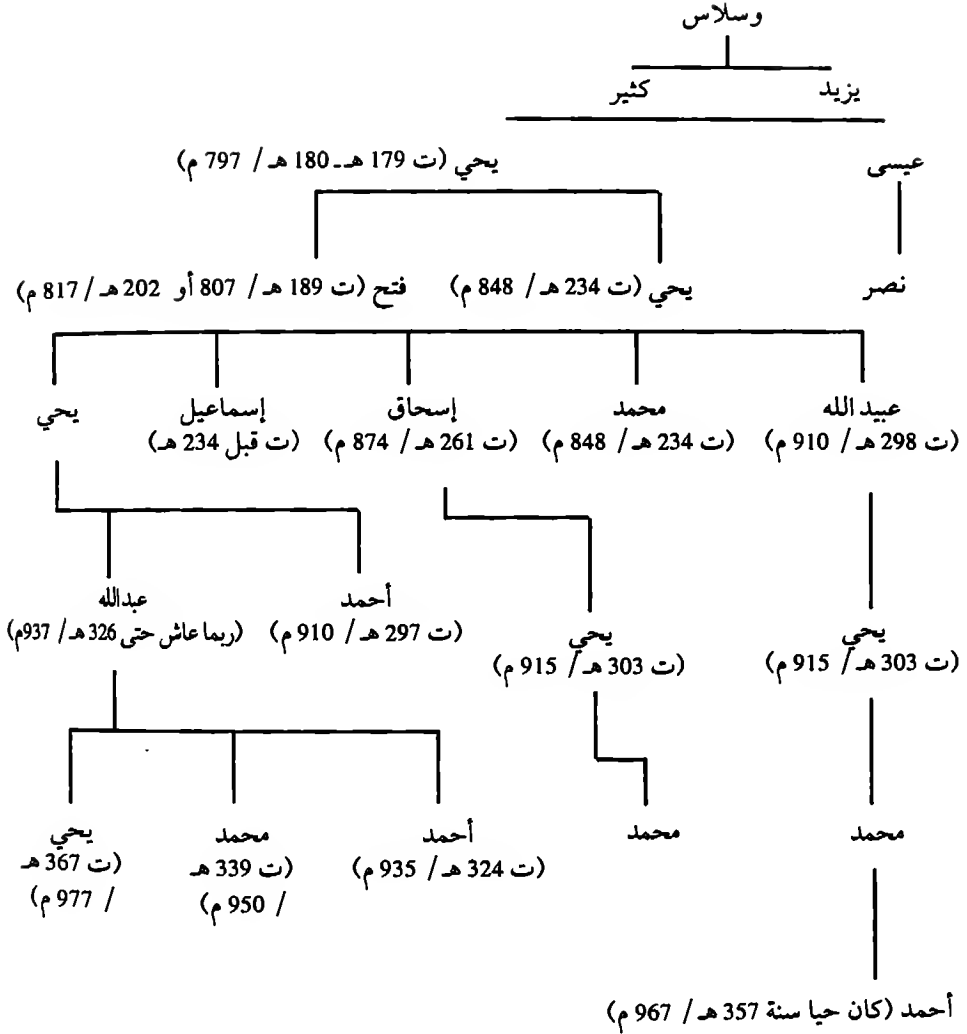 وسلاس
يزيد كثير
عيسى يحي (ت 179 هـ ـ 180 هـ / 797 م)
نصر يحي (ت 234 هـ / 848 م) فتح (ت 189 هـ / 807 أو 202 هـ / 817 م)
عبيد الله محمد إسحاق إسماعيل يحي
(ت 298 هـ / 910 م) (ت 234 هـ / 848 م) (ت 261 هـ / 874 م) (ت قبل 234 هـ)
أحمد عبدالله
(ت 297 هـ / 910 م) (ربما عاش حتى 326 هـ / 937م)
يحي يحي
(ت 303 هـ / 915 م) (ت 303 هـ / 915 م)
محمد محمد أحمد محمد يحي
(ت 324 هـ / 935 م) (ت 339 هـ (ت 367 هـ
/ 950 م) / 977 م)
أحمد (كان حيا سنة 357 هـ / 967 م)